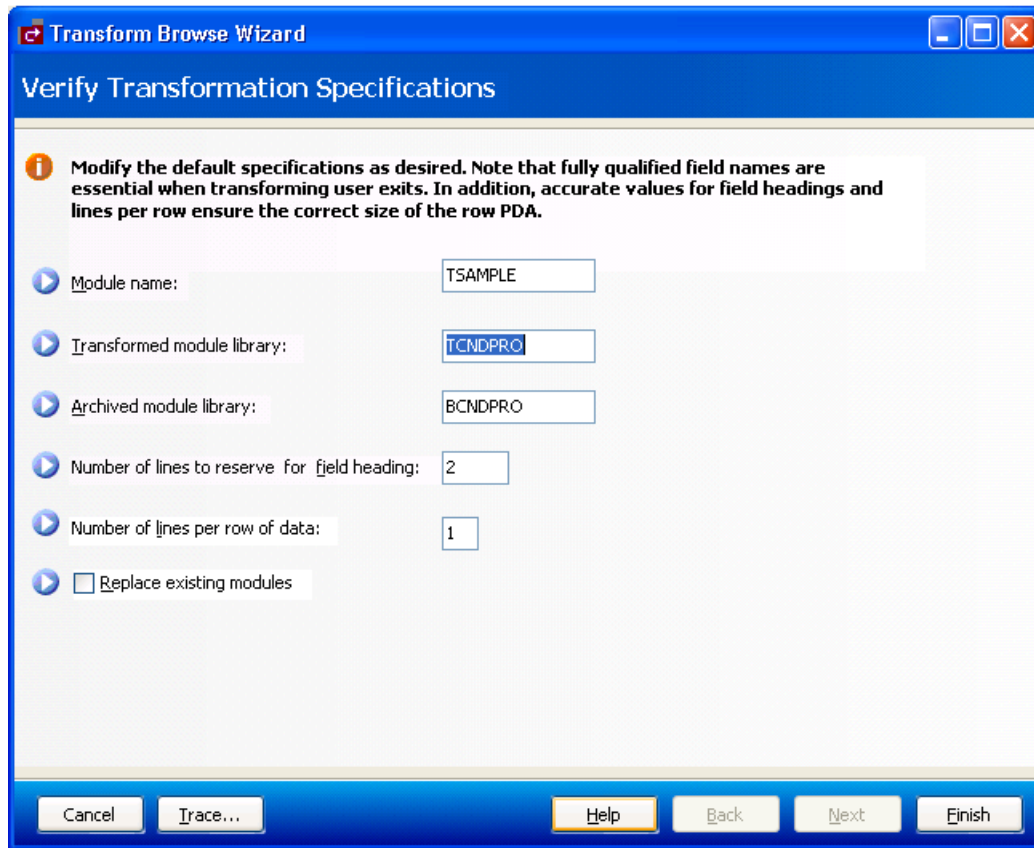 Transform Browse Wizard
Verify Transformation Specifications
Modify the default specifications as desired. Note that fully qualified field names are
essential when transforming user exits. In addition, accurate values for field headings and
lines per row ensure the correct size of the row PDA.
Module name: TSAMPLE
Transformed module library: TCNDPRO
Archived module library: BCNDPRO
Number of lines to reserve for field heading: 2
Number of lines per row of data: 1
Replace existing modules
Cancel Trace... Help Back Next Finish